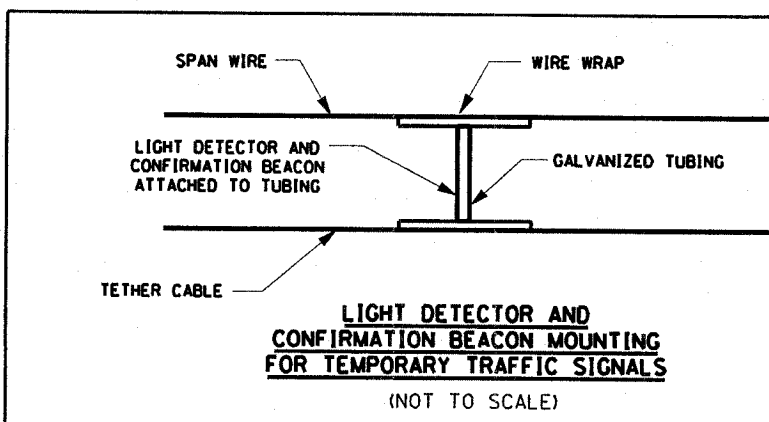 SPAN WIRE
WIRE WRAP
LIGHT DETECTOR AND
CONFIRMATION BEACON
ATTACHED TO TUBING
GALVANIZED TUBING
TETHER CABLE
LIGHT DETECTOR AND
CONFIRMATION BEACON MOUNTING
FOR TEMPORARY TRAFFIC SIGNALS
(NOT TO SCALE)